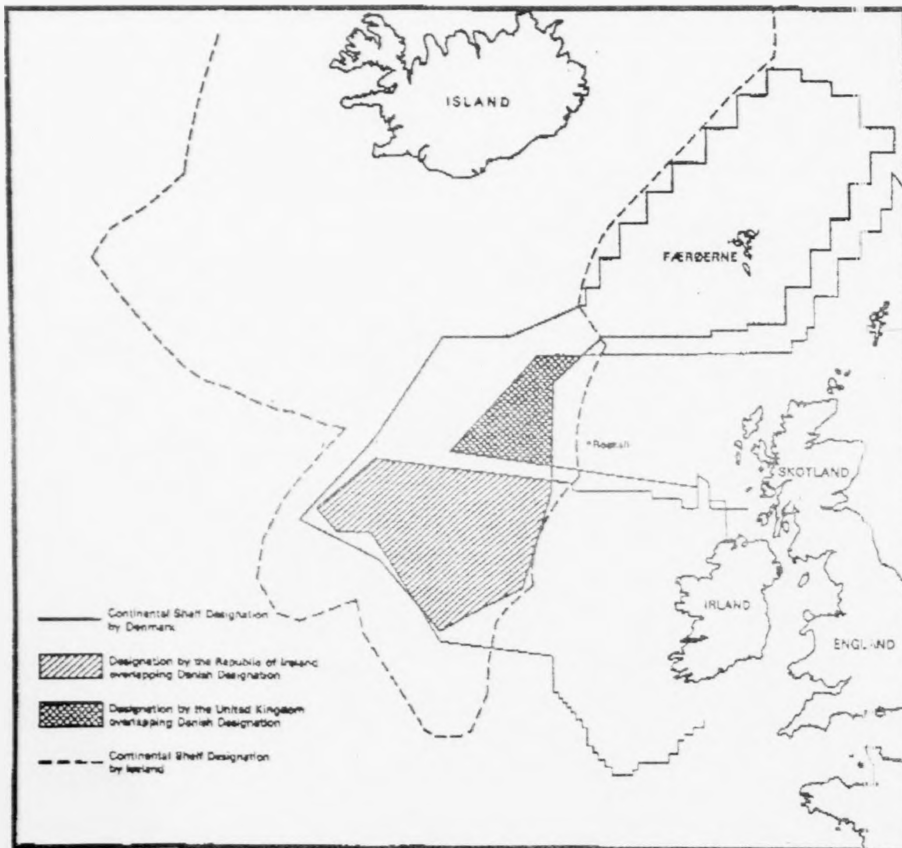 ISLAND
FÆRØERNE
Rockall
SKOTLAND
IRLAND
ENGLAND
Continental Shelf Designation
by Denmark
Designation by the Republic of Ireland
overlapping Danish Designation
Designation by the United Kingdom
overlapping Danish Designation
Continental Shelf Designation
by Iceland